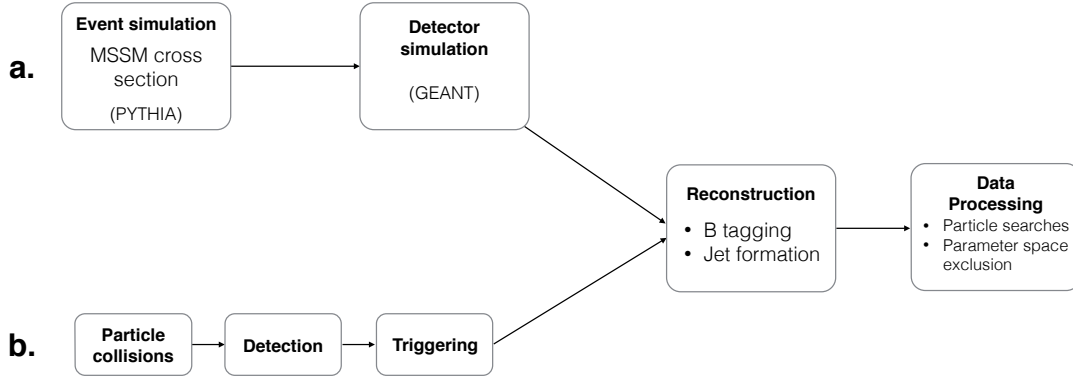 a.
Event simulation
MSSM cross
section
(PYTHIA)
Detector
simulation
(GEANT)
Reconstruction
• B tagging
• Jet formation
Data
Processing
• Particle searches
• Parameter space
exclusion
b.
Particle
collisions
Detection
Triggering